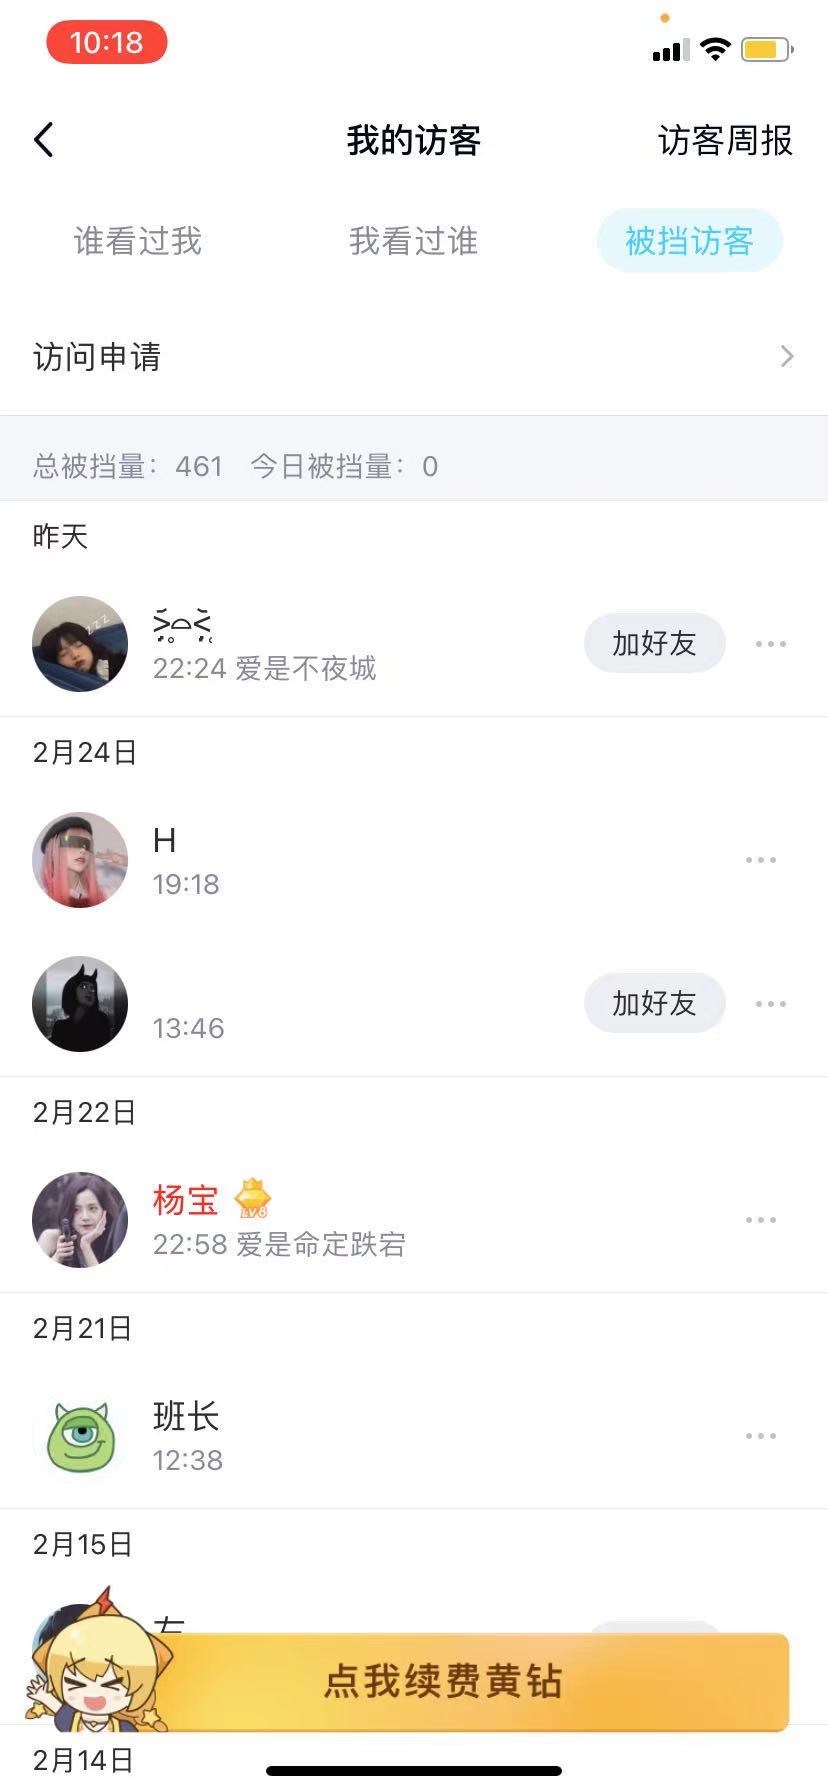 10:18
我的访客
访客周报
谁看过我
我看过谁
被挡访客
访问申请
总被挡量：461 今日被挡量：0
昨天
22:24 爱是不夜城
加好友
2月24日
H
19:18
13:46
加好友
2月22日
杨宝
LV8
22:58 爱是命定跌宕
2月21日
班长
12:38
2月15日
点我续费黄钻
2月14日